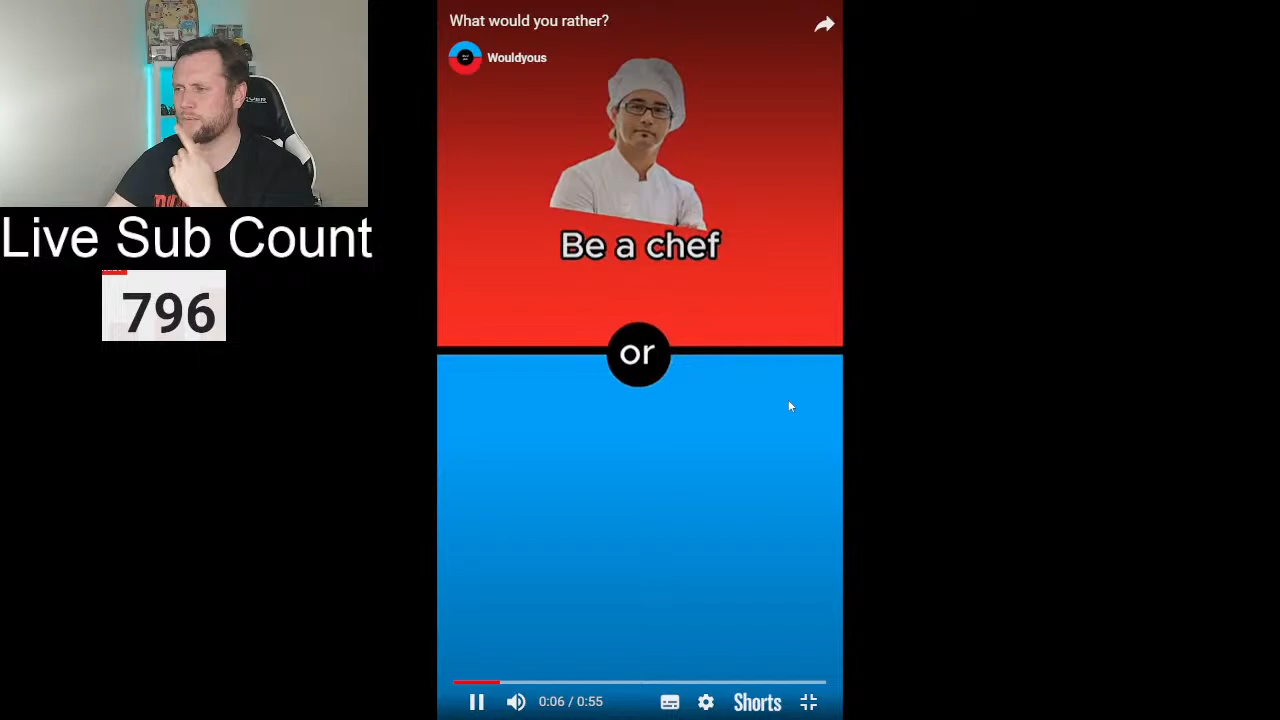 What would you rather?
Wouldyous
Live Sub Count
796
Be a chef
or
0:06 / 0:55
Shorts